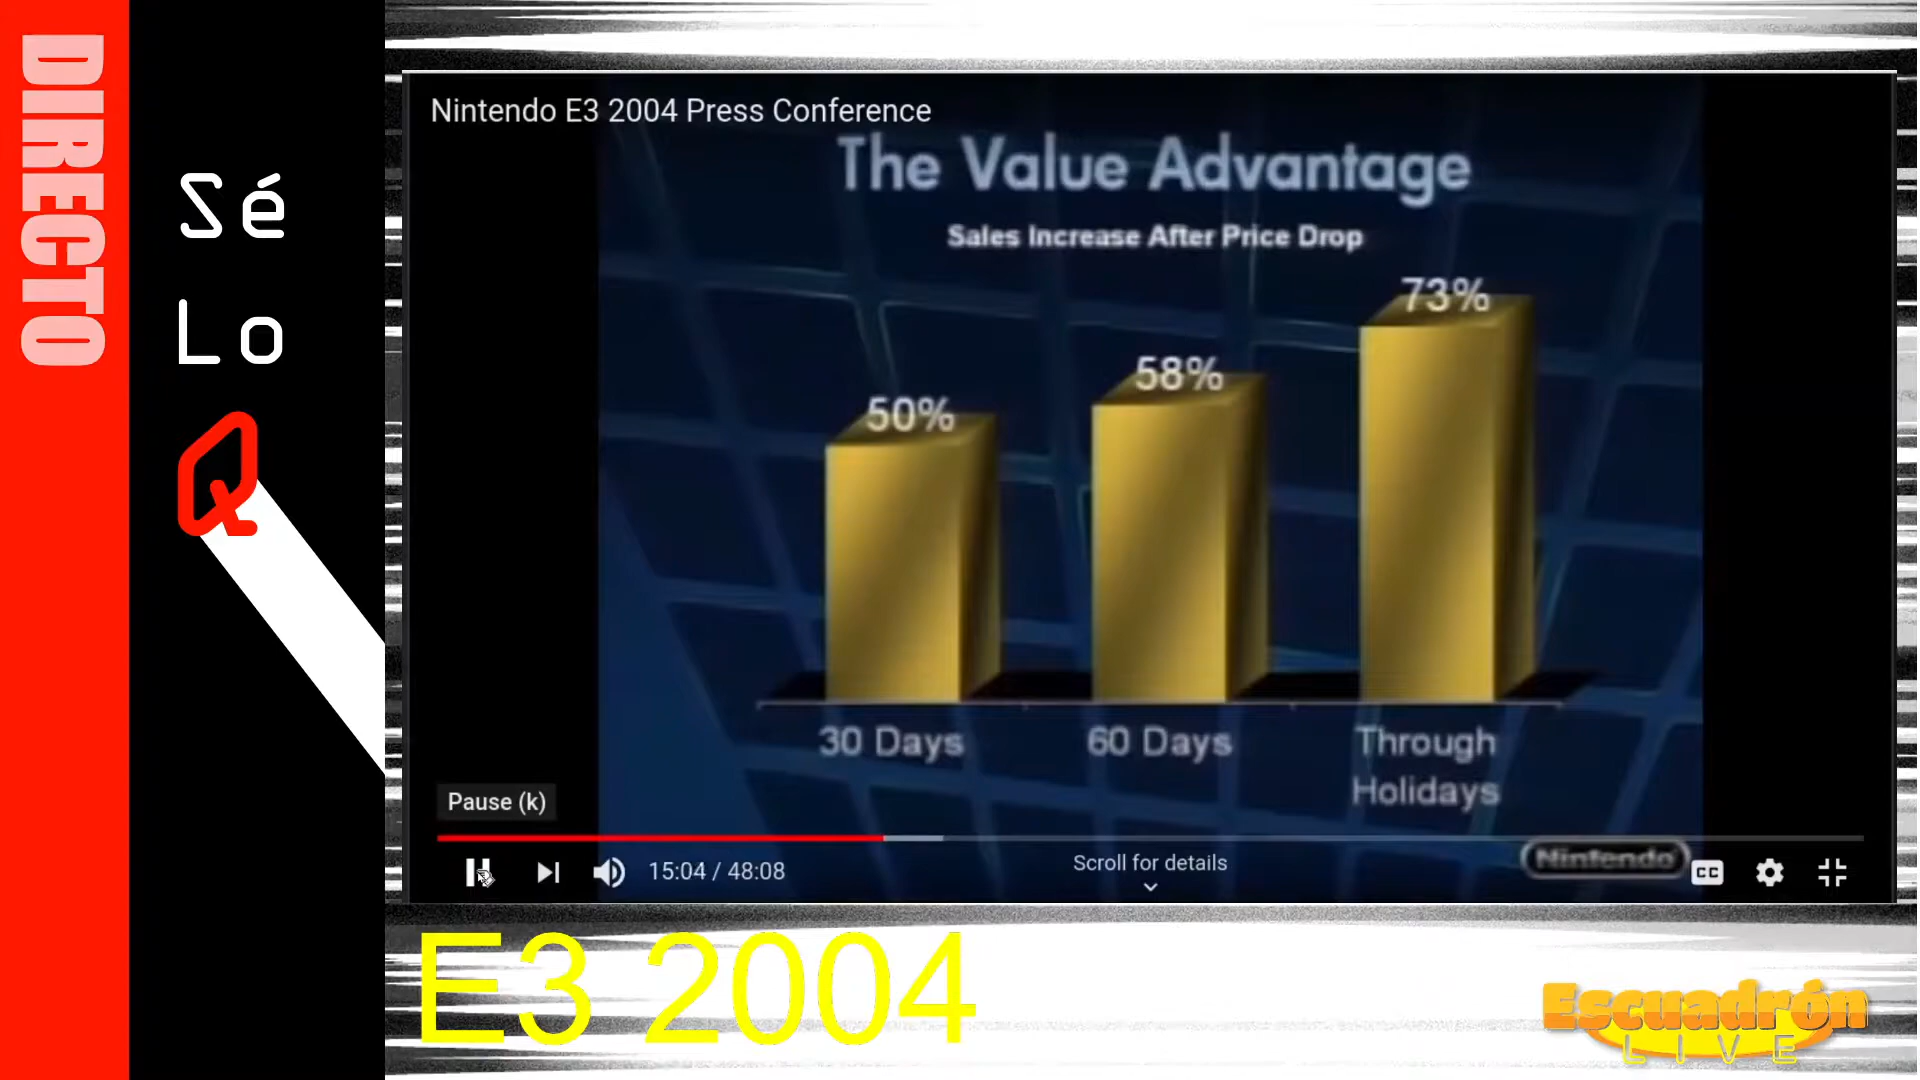 DIRECTO
Sé
Lo
Q
Nintendo E3 2004 Press Conference
The Value Advantage
Sales Increase After Price Drop
50%
58%
73%
30 Days
60 Days
Through
Holidays
Pause (k)
15:04 / 48:08
Scroll for details
Nintendo
CC
E3 2004
Escuadrón
LIVE